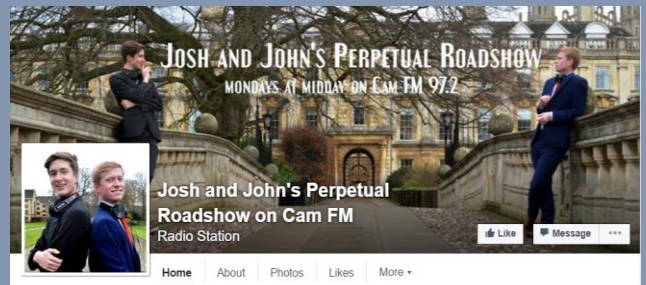 JOSH AND JOHN'S PERPETUAL ROADSHOW
MONDAYS AT MIDDAY ON CAM FM 97.2
Josh and John's Perpetual
Roadshow on Cam FM
Radio Station
Like
Message
Home
About
Photos
Likes
More